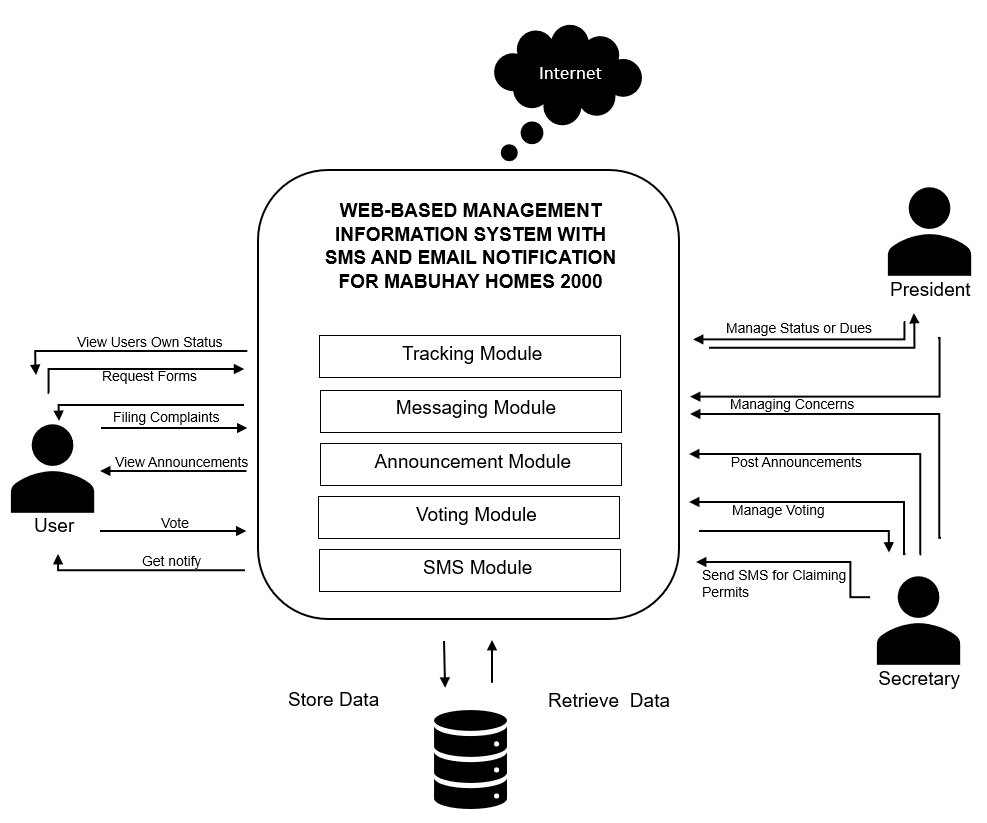 Internet
WEB-BASED MANAGEMENT
INFORMATION SYSTEM WITH
SMS AND EMAIL NOTIFICATION
FOR MABUHAY HOMES 2000
Tracking Module
Messaging Module
Announcement Module
Voting Module
SMS Module
View Users Own Status
Request Forms
Filing Complaints
View Announcements
User
Vote
Get notify
President
Manage Status or Dues
Managing Concerns
Post Announcements
Manage Voting
Send SMS for Claiming
Permits
Secretary
Store Data
Retrieve  Data